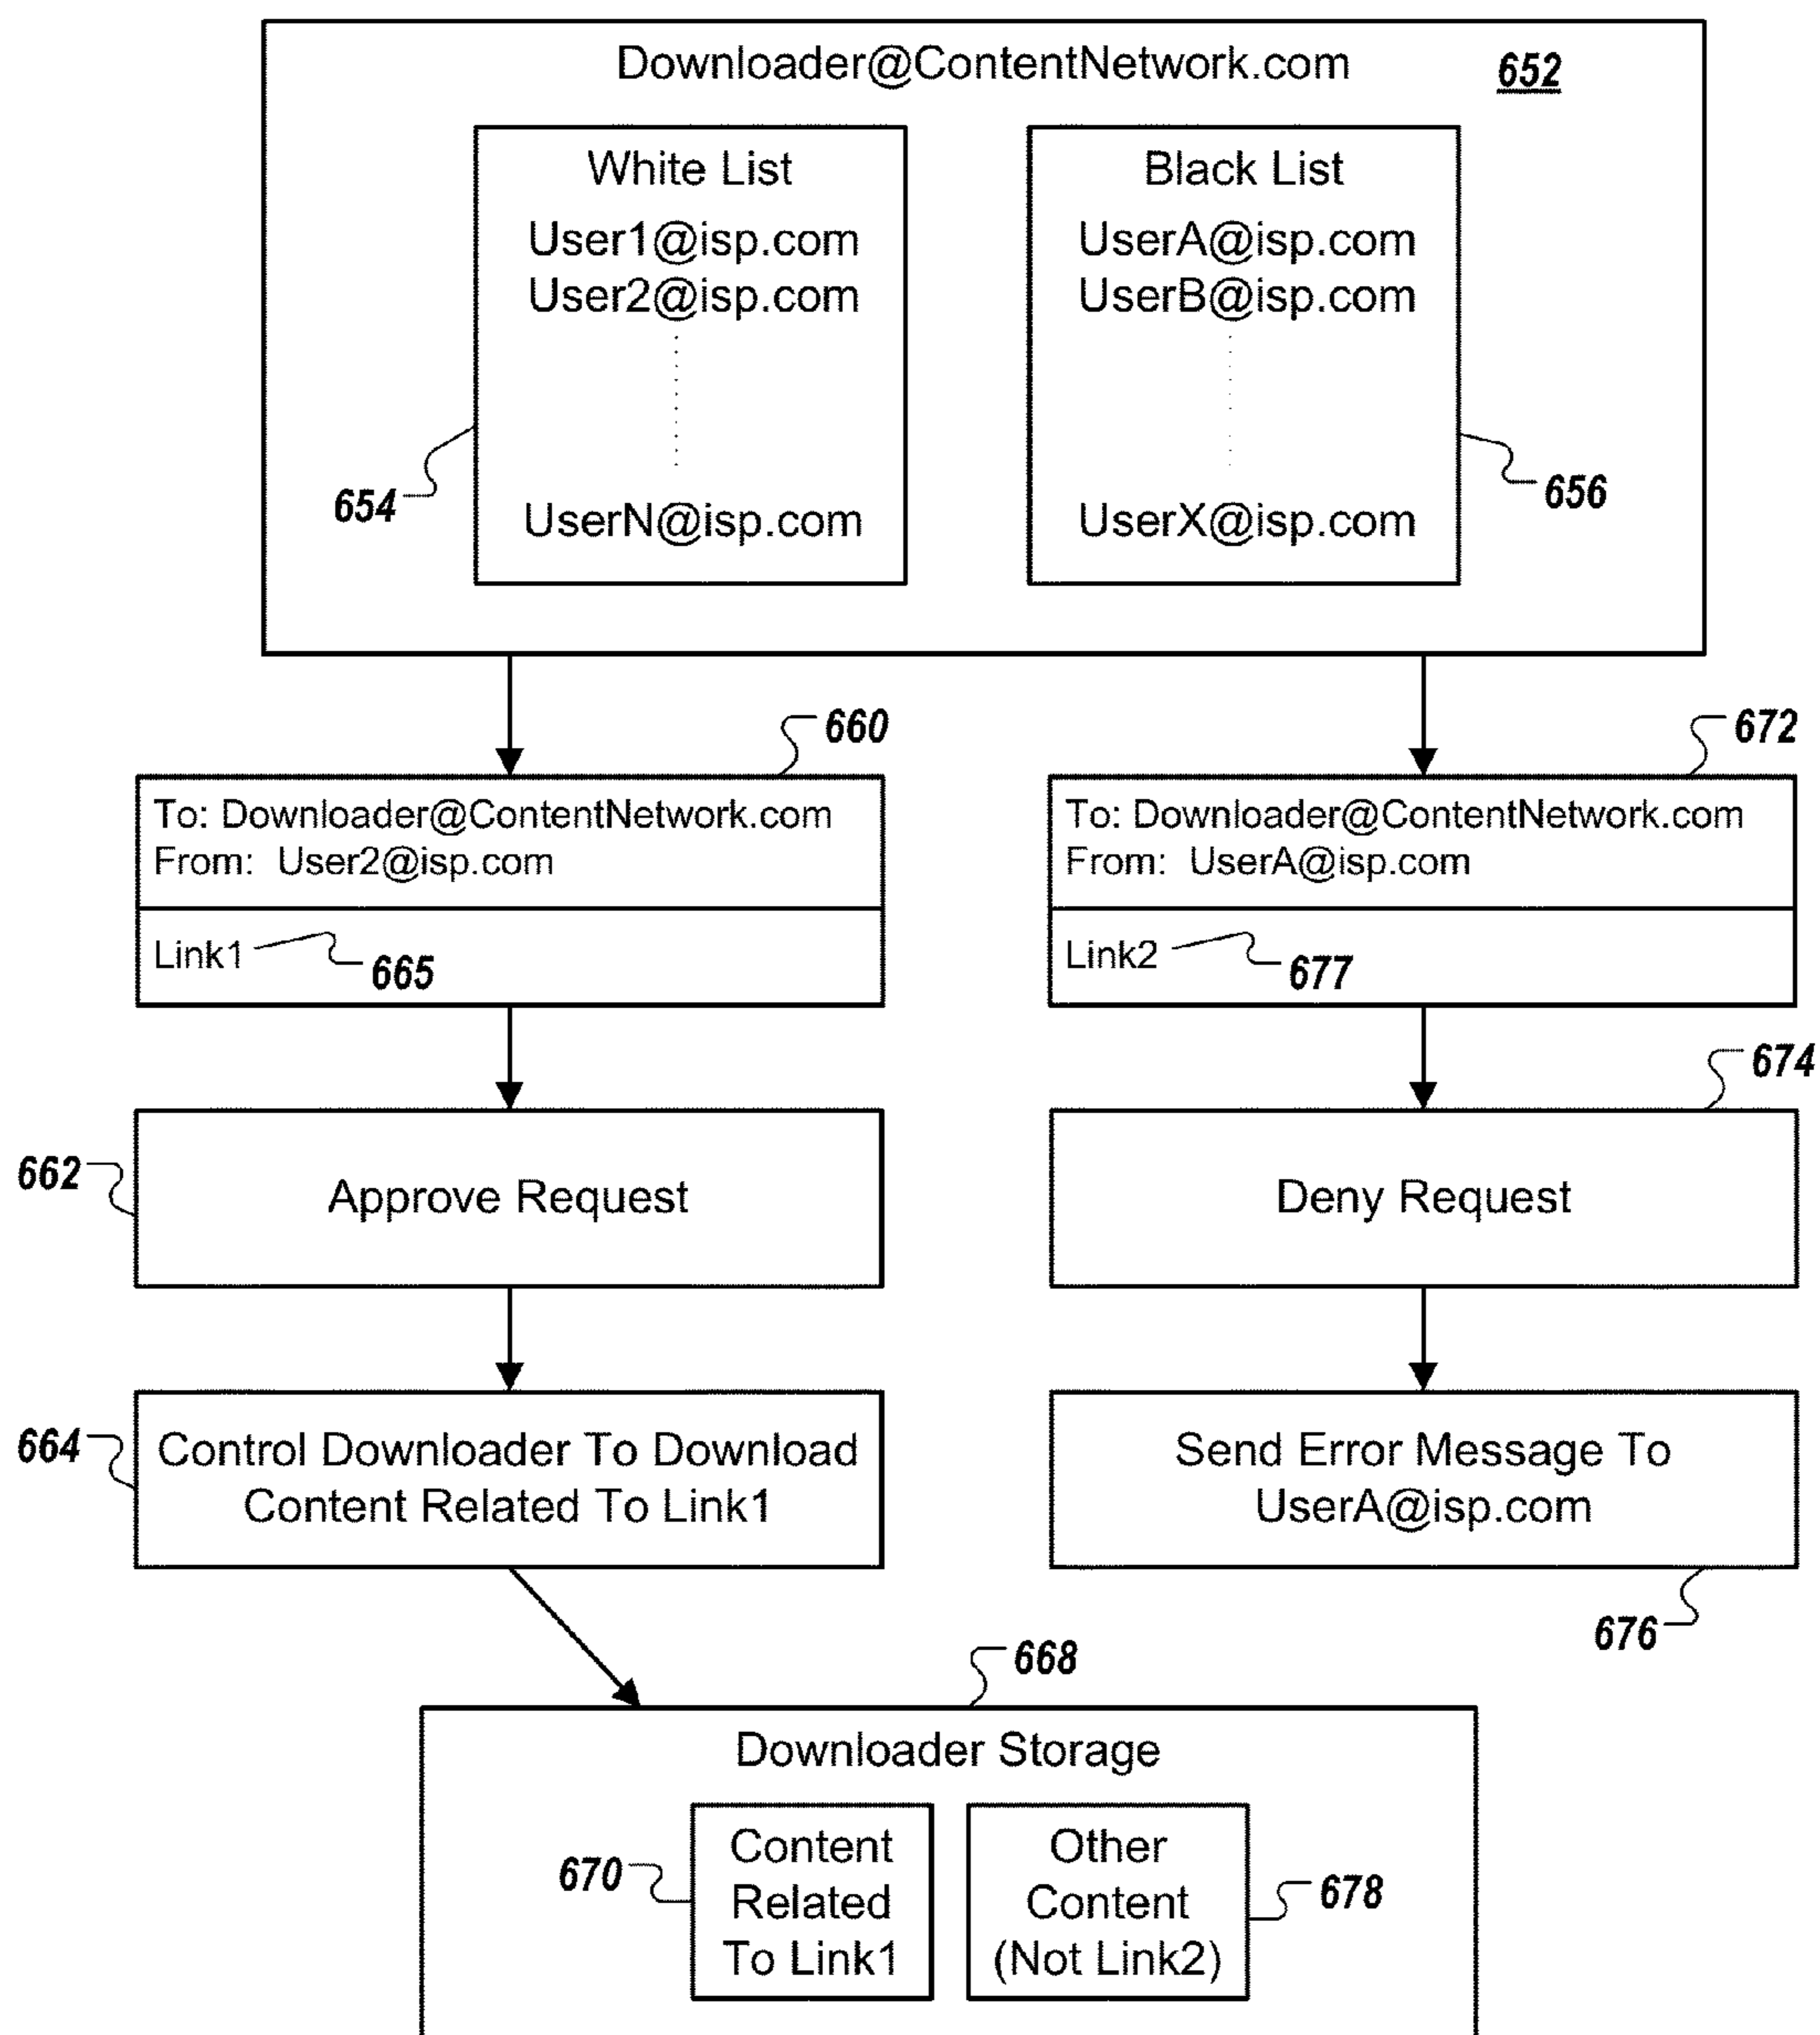 Downloader@ContentNetwork.com 652
White List
User1@isp.com
User2@isp.com
UserN@isp.com
654
Black List
UserA@isp.com
UserB@isp.com
UserX@isp.com
656
660
To: Downloader@ContentNetwork.com
From: User2@isp.com
Link1 665
672
To: Downloader@ContentNetwork.com
From: UserA@isp.com
Link2 677
662
Approve Request
674
Deny Request
664
Control Downloader To Download
Content Related To Link1
Send Error Message To
UserA@isp.com
676
668
Downloader Storage
670
Content
Related
To Link1
Other
Content
(Not Link2)
678